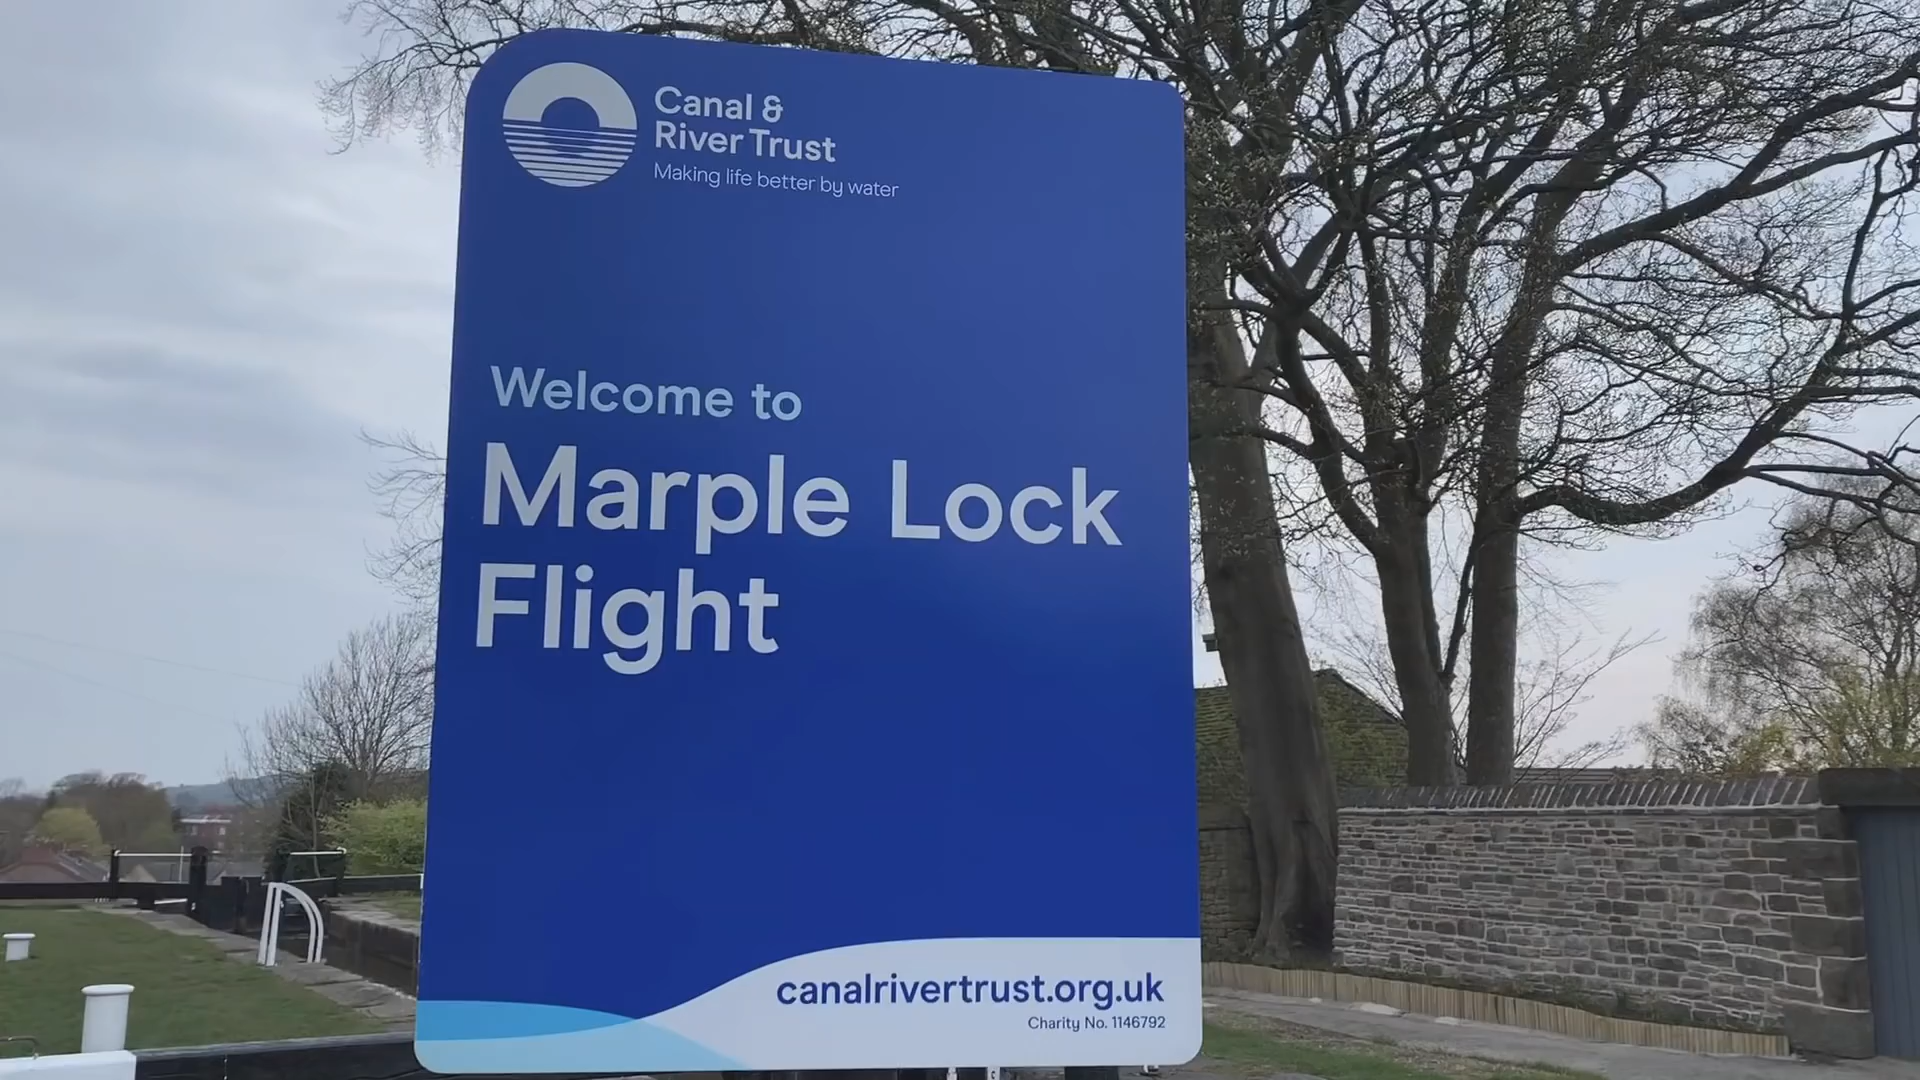 Canal &
River Trust
Making life better by water
Welcome to
Marple Lock
Flight
canalrivertrust.org.uk
Charity No. 1146792